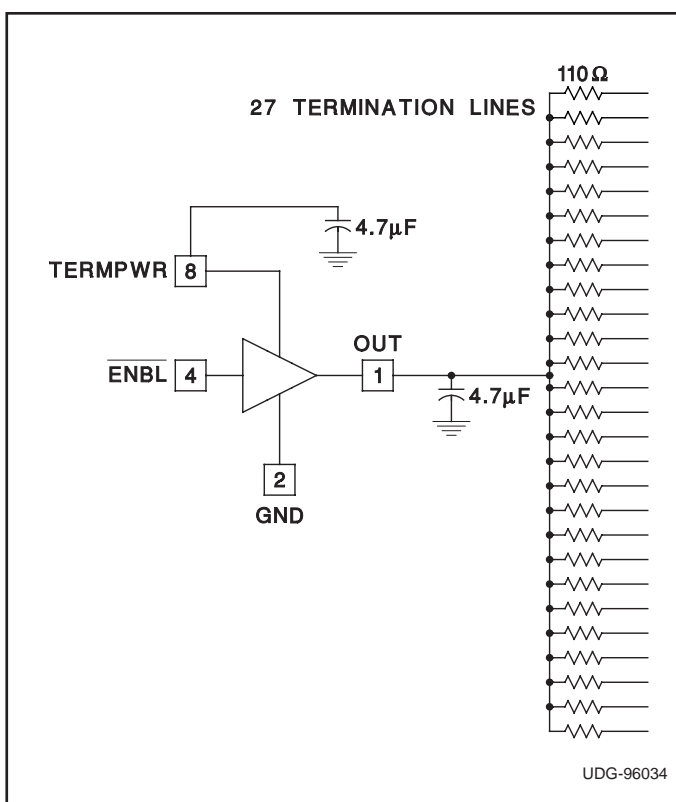 110Ω
27 TERMINATION LINES
4.7µF
TERMPWR 8
OUT
ENBL 4
1
4.7µF
2
GND
UDG-96034